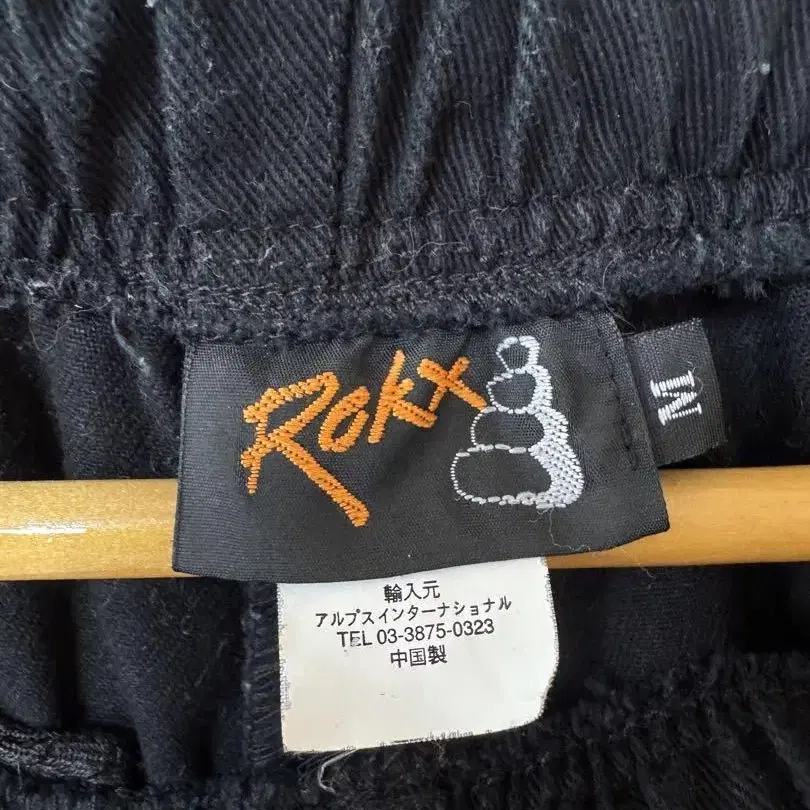 Rokx
M
輸入元
アルプスインターナショナル
TEL 03-3875-0323
中国製